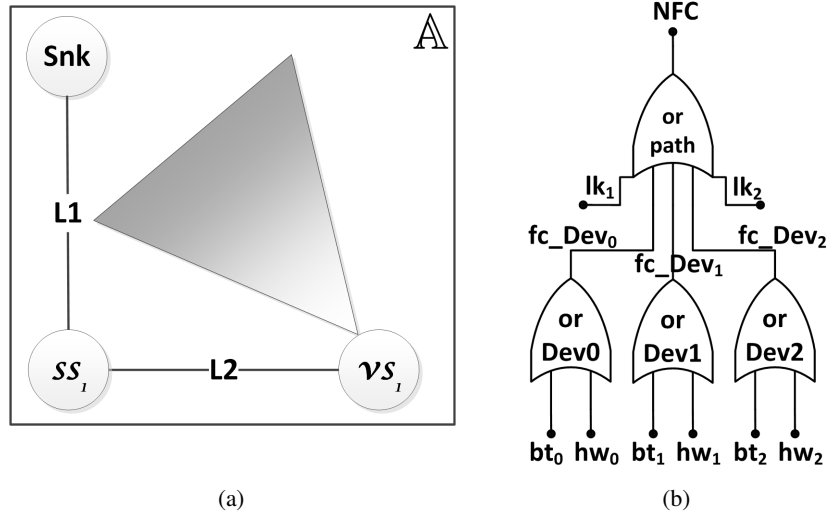 𝔸
Snk
L1
ss₁
L2
vs₁
(a)
NFC
or
path
lk₁
lk₂
fc_Dev₀
fc_Dev₁
fc_Dev₂
or
Dev0
or
Dev1
or
Dev2
bt₀ hw₀ bt₁ hw₁ bt₂ hw₂
(b)